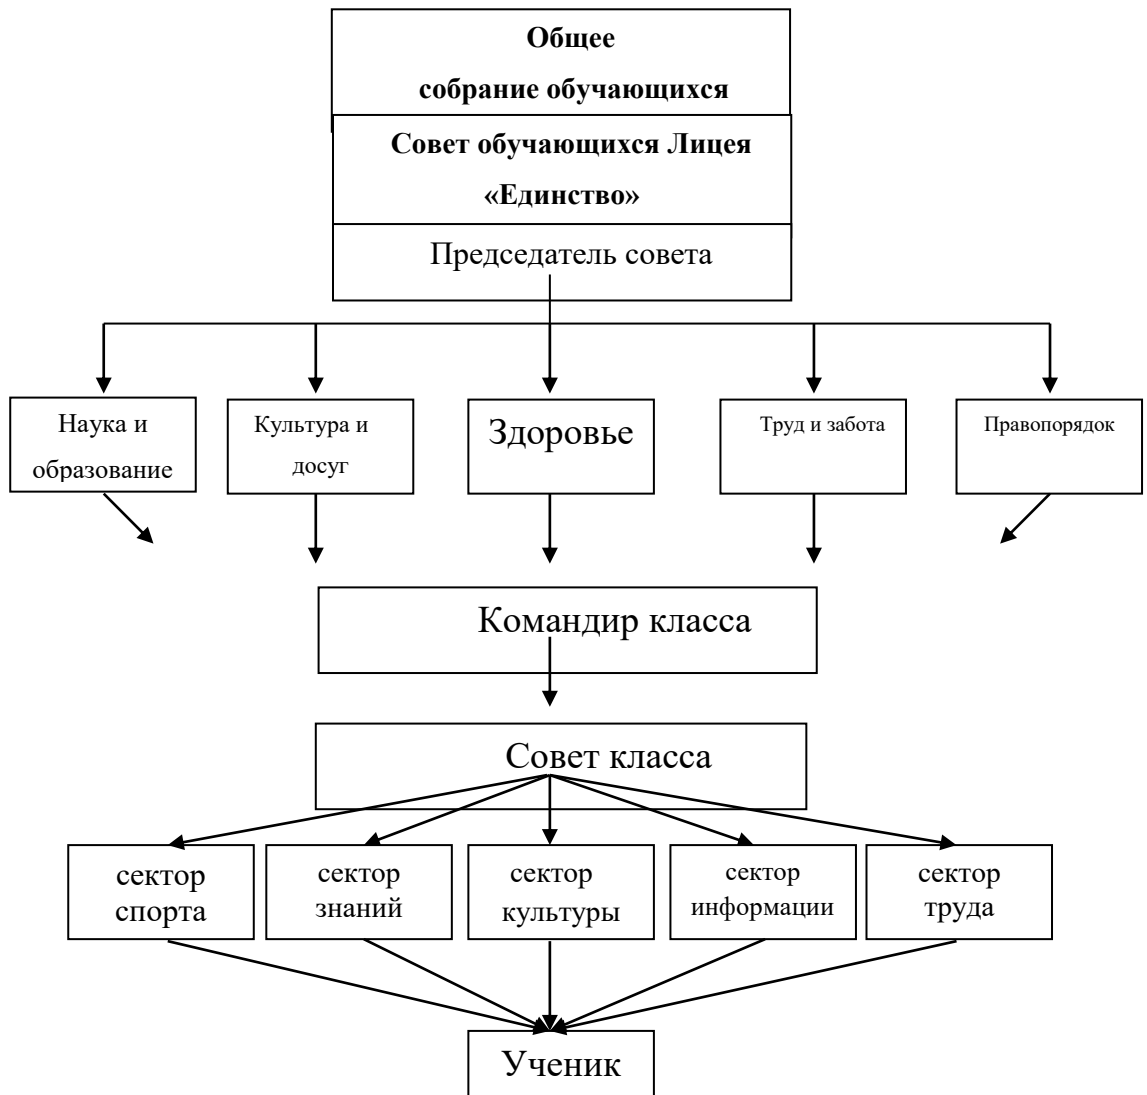 Общее
собрание обучающихся
Совет обучающихся Лицея
«Единство»
Председатель совета
Наука и
образование
Культура и
досуг
Здоровье
Труд и забота
Правопорядок
Командир класса
Совет класса
сектор
спорта
сектор
знаний
сектор
культуры
сектор
информации
сектор
труда
Ученик